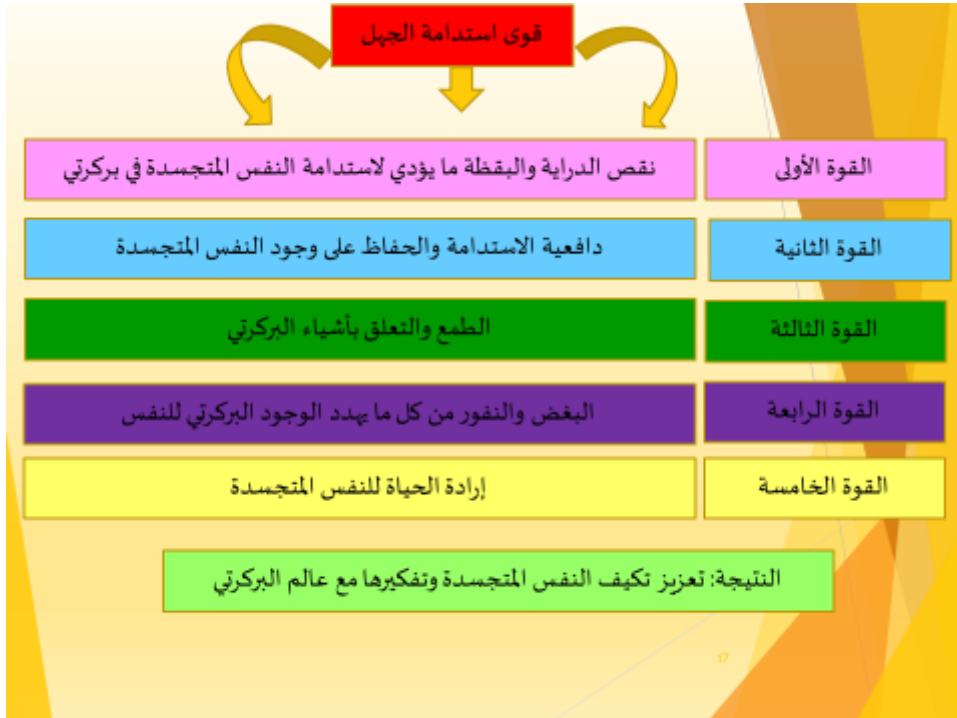 قوى استدامة الجهل
القوة الأولى
نقص الدراية والبقظة ما يؤدي لاستدامة النفس المتجسدة في بركرتي
القوة الثانية
دافعية الاستدامة والحفاظ على وجود النفس المتجسدة
القوة الثالثة
الطمع والتعلق بأشياء البركرتي
القوة الرابعة
البغض والنفور من كل ما يهدد الوجود البركرتي للنفس
القوة الخامسة
إرادة الحياة للنفس المتجسدة
النتيجة: تعزيز تكيف النفس المتجسدة وتفكيرها مع عالم البركرتي
17